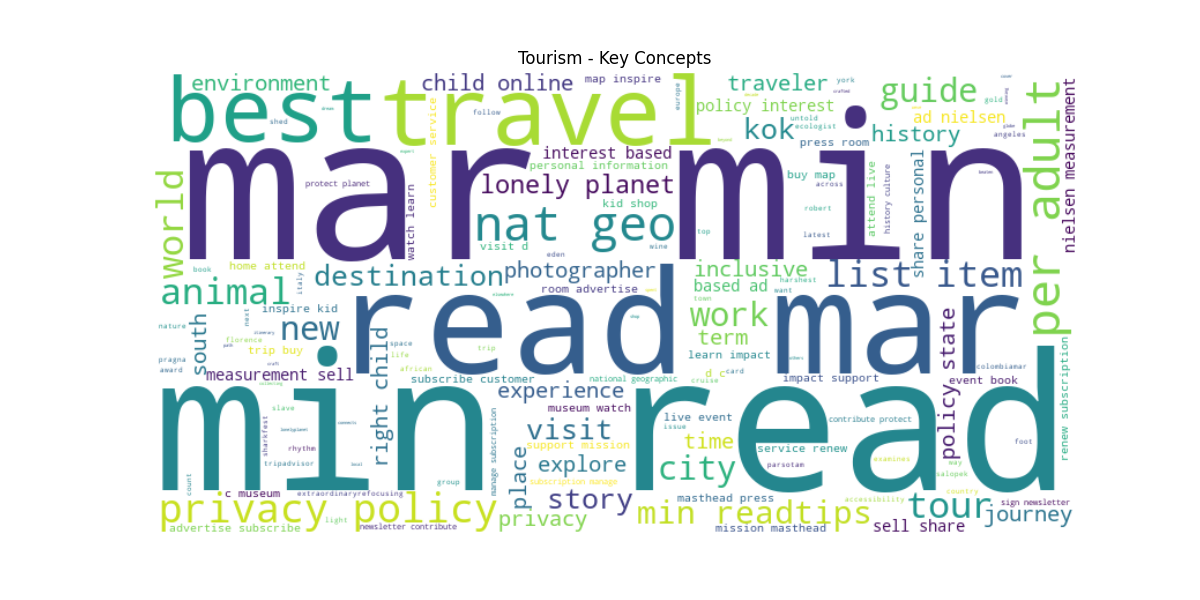 Tourism - Key Concepts
environment
best
travel
child online
map inspire
traveler
policy interest
guide
ad nielsen
history
kok
press room
europe
york
gold
untold
ecologist
angeles
shed
follow
customer service
mar min
interest based
personal information
lonely planet
kid shop
nat geo
visit d
protect planet
watch learn
buy map
across
robert
latest
top
wine
eden
attend live
history culture
share personal
per adult
nielsen measurement
world
book
home attend
italy
animal
destination
photographer
room advertise
inclusive
based ad
harshest
want
town
list item
read mar
inspire kid
new
nature
next
florence
south
trip buy
pragna
award
measurement sell
right child
space
life
african
trip
work
term
learn impact
others
policy state
colombiamar
renew subscription
subscribe customer
national geographic
d c
card
cruise
impact support
event book
min read
experience
museum watch
visit
support mission
explore
subscription manage
manage subscription
place
group
story
live event
issue
time
city
service renew
contribute protect
parsotam
examines
way
salopek
country
foot
slave
sharkfest
rhythm
tripadvisor
count
c museum
extraordinaryrefocusing
privacy policy
advertise subscribe
light
newsletter contribute
privacy
min readtips
masthead press
mission masthead
accessibility
sell share
tour
sign newsletter
journey